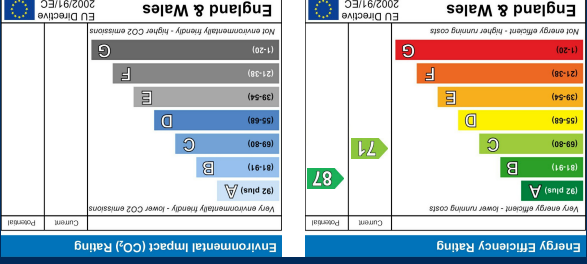 Energy Efficiency Rating
Current Potential
Very energy efficient - lower running costs
(92 plus) A
(81-91) B
(69-80) C
(55-68) D
(39-54) E
(21-38) F
(1-20) G
71
87
Not energy efficient - higher running costs
England & Wales
EU Directive
2002/91/EC
Environmental Impact (CO₂) Rating
Current Potential
Very environmentally friendly - lower CO2 emissions
(92 plus) A
(81-91) B
(69-80) C
(55-68) D
(39-54) E
(21-38) F
(1-20) G
Not environmentally friendly - higher CO2 emissions
England & Wales
EU Directive
2002/91/EC